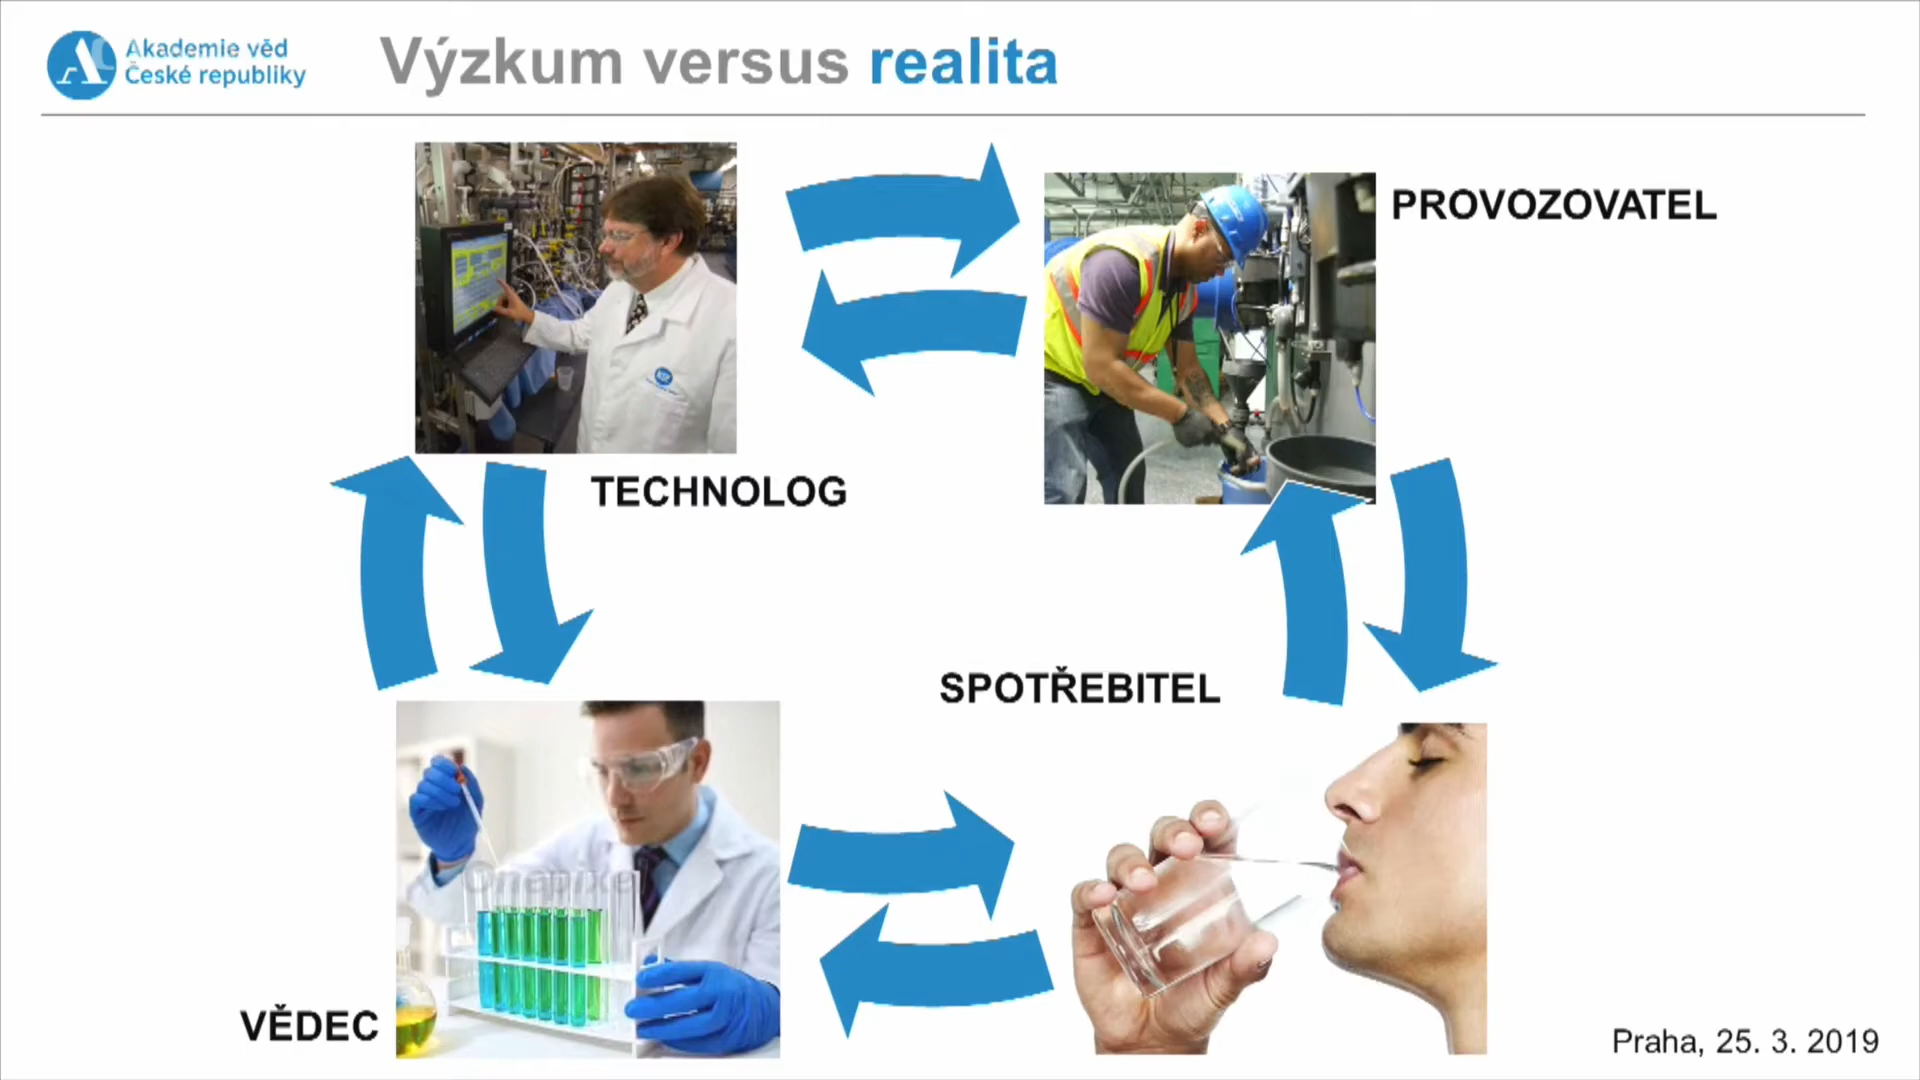 Akademie věd
České republiky
Výzkum versus realita
PROVOZOVATEL
TECHNOLOG
SPOTŘEBITEL
VĚDEC
Praha, 25. 3. 2019